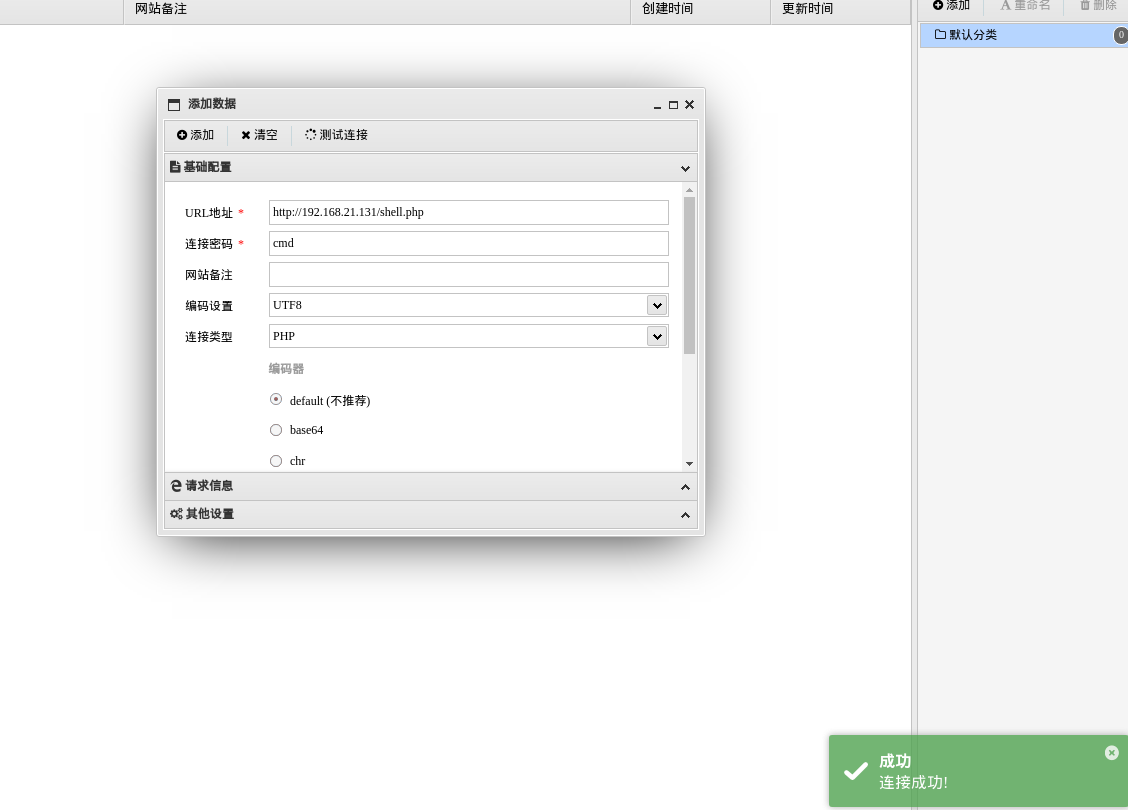 网站备注 创建时间 更新时间 添加 重命名 删除
默认分类 0
添加数据
添加 清空 测试连接
基础配置
URL地址 * http://192.168.21.131/shell.php
连接密码 * cmd
网站备注
编码设置 UTF8
连接类型 PHP
编码器
default (不推荐)
base64
chr
请求信息
其他设置
成功
连接成功!